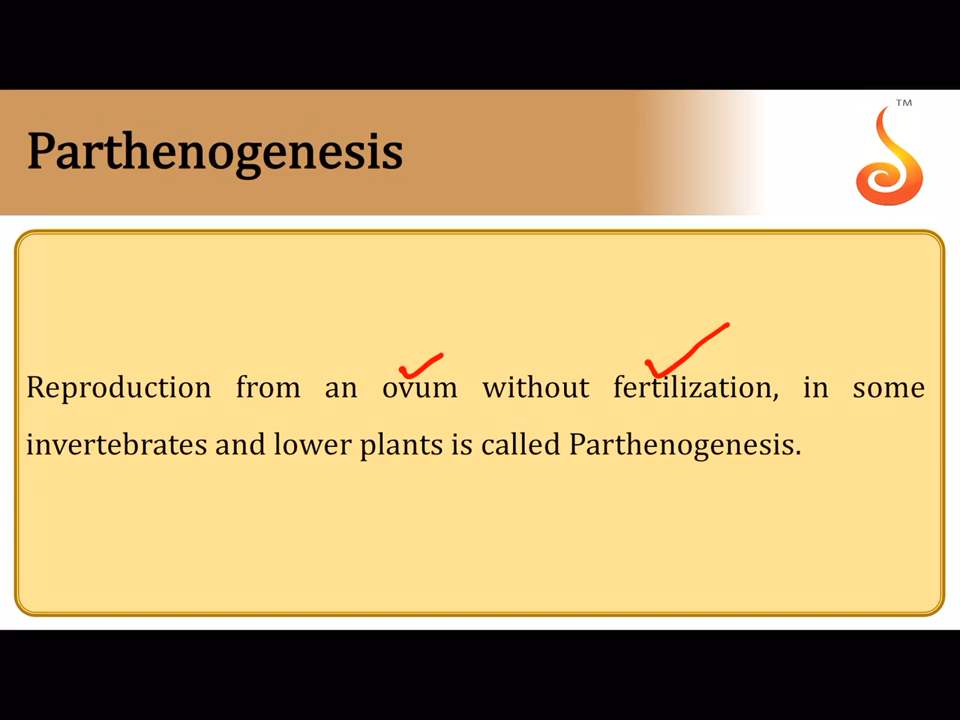 TM
Parthenogenesis
Reproduction from an ovum without fertilization, in some
invertebrates and lower plants is called Parthenogenesis.